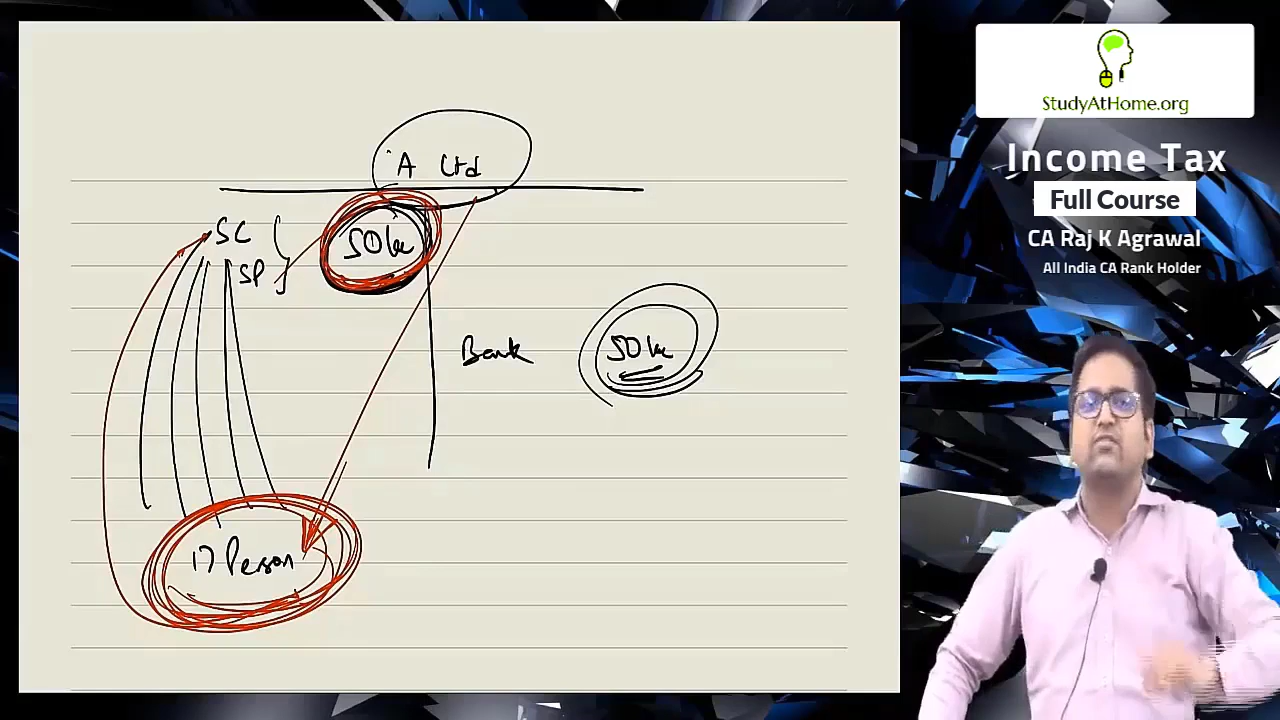 A Ltd
SC
SP
50 lac
Bank
50 lac
17 Person
StudyAtHome.org
Income Tax
Full Course
CA Raj K Agrawal
All India CA Rank Holder